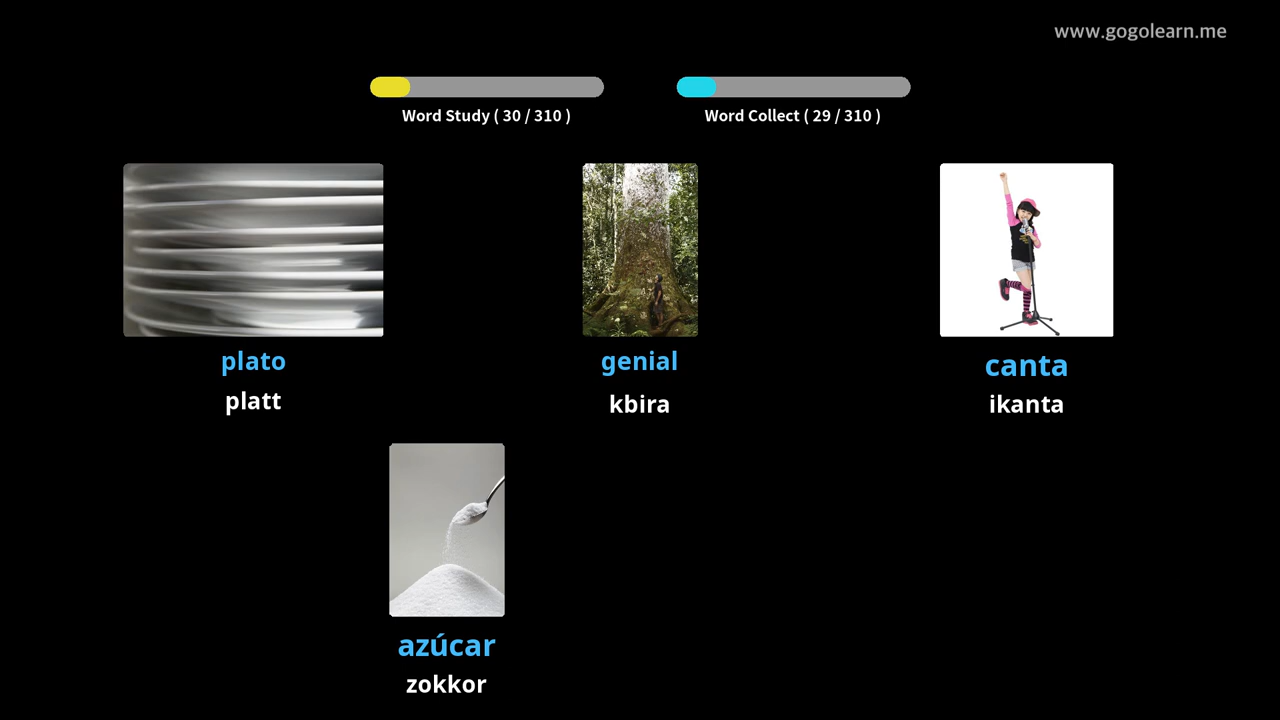 www.gogolearn.me
Word Study ( 30 / 310 )
Word Collect ( 29 / 310 )
plato
platt
genial
kbira
canta
ikanta
azúcar
zokkor